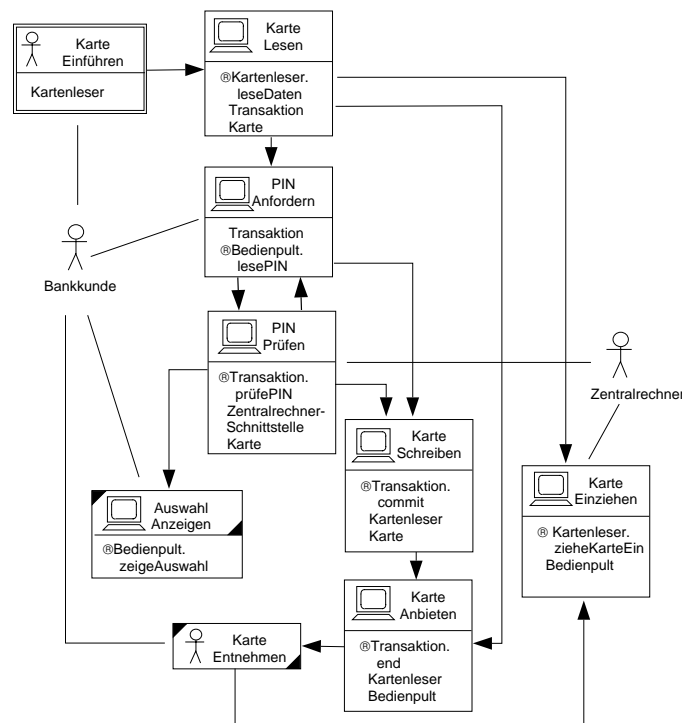 Karte
Einführen
Kartenleser
Karte
Lesen
®Kartenleser.
leseDaten
Transaktion
Karte
PIN
Anfordern
Transaktion
®Bedienpult.
lesePIN
Bankkunde
PIN
Prüfen
®Transaktion.
prüfePIN
Zentralrechner-
Schnittstelle
Karte
Zentralrechner
Karte
Schreiben
®Transaktion.
commit
Kartenleser
Karte
Karte
Einziehen
® Kartenleser.
zieheKarteEin
Bedienpult
Auswahl
Anzeigen
®Bedienpult.
zeigeAuswahl
Karte
Anbieten
®Transaktion.
end
Kartenleser
Bedienpult
Karte
Entnehmen